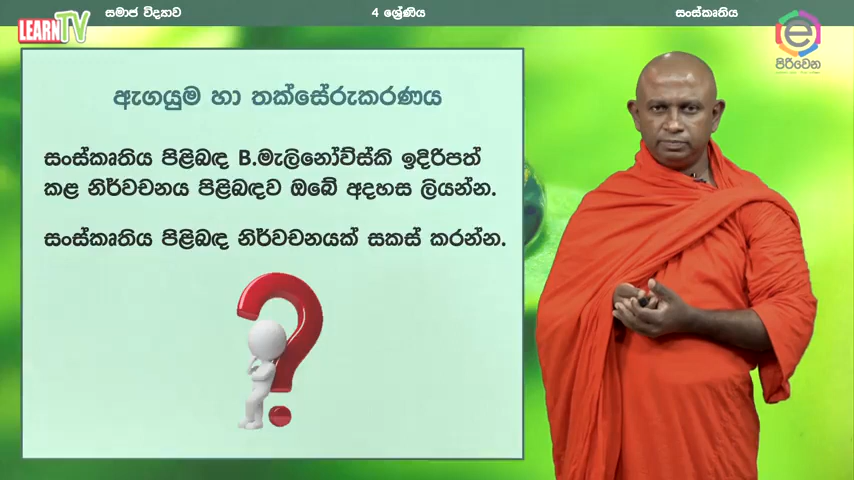 සමාජ විද්‍යාව
4 ශ්‍රේණිය
සංස්කෘතිය
LEARN TV
e
පිරිවෙන
ඇගයුම හා තක්සේරුකරණය
සංස්කෘතිය පිළිබඳ B.මැලිනෝව්ස්කි ඉදිරිපත්
කළ නිර්වචනය පිළිබඳව ඔබේ අදහස ලියන්න.
සංස්කෘතිය පිළිබඳ නිර්වචනයක් සකස් කරන්න.